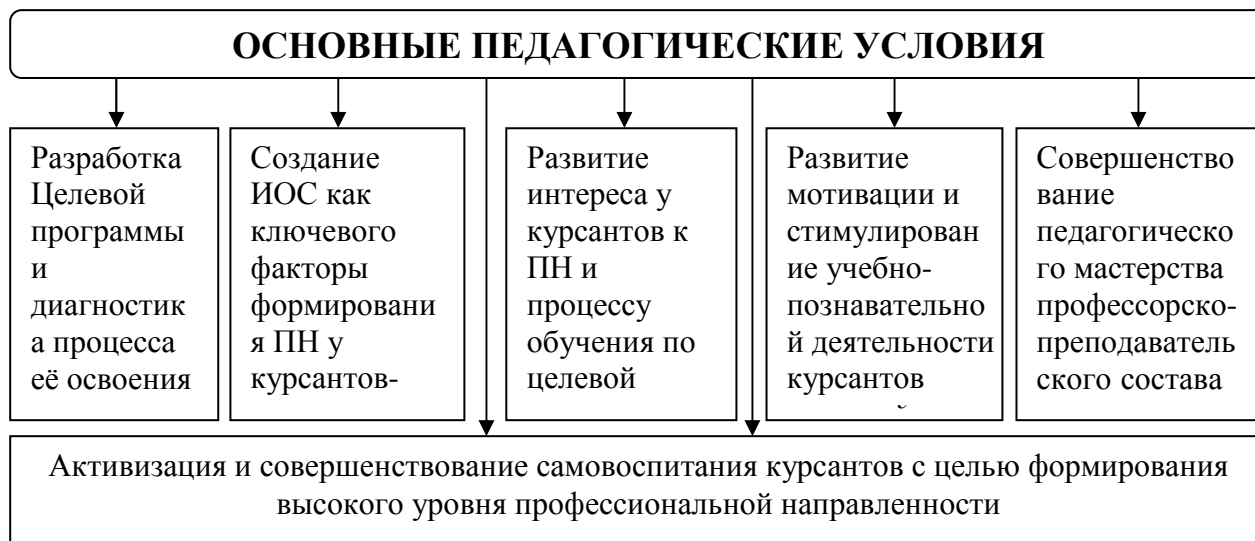 ОСНОВНЫЕ ПЕДАГОГИЧЕСКИЕ УСЛОВИЯ
Разработка
Целевой
программы
и
диагностик
а процесса
её освоения
Создание
ИОС как
ключевого
факторы
формировани
я ПН у
курсантов-
Развитие
интереса у
курсантов к
ПН и
процессу
обучения по
целевой
Развитие
мотивации и
стимулирован
ие учебно-
познавательно
й деятельности
курсантов
Совершенство
вание
педагогическо
го мастерства
профессорско-
преподаватель
ского состава
Активизация и совершенствование самовоспитания курсантов с целью формирования
высокого уровня профессиональной направленности